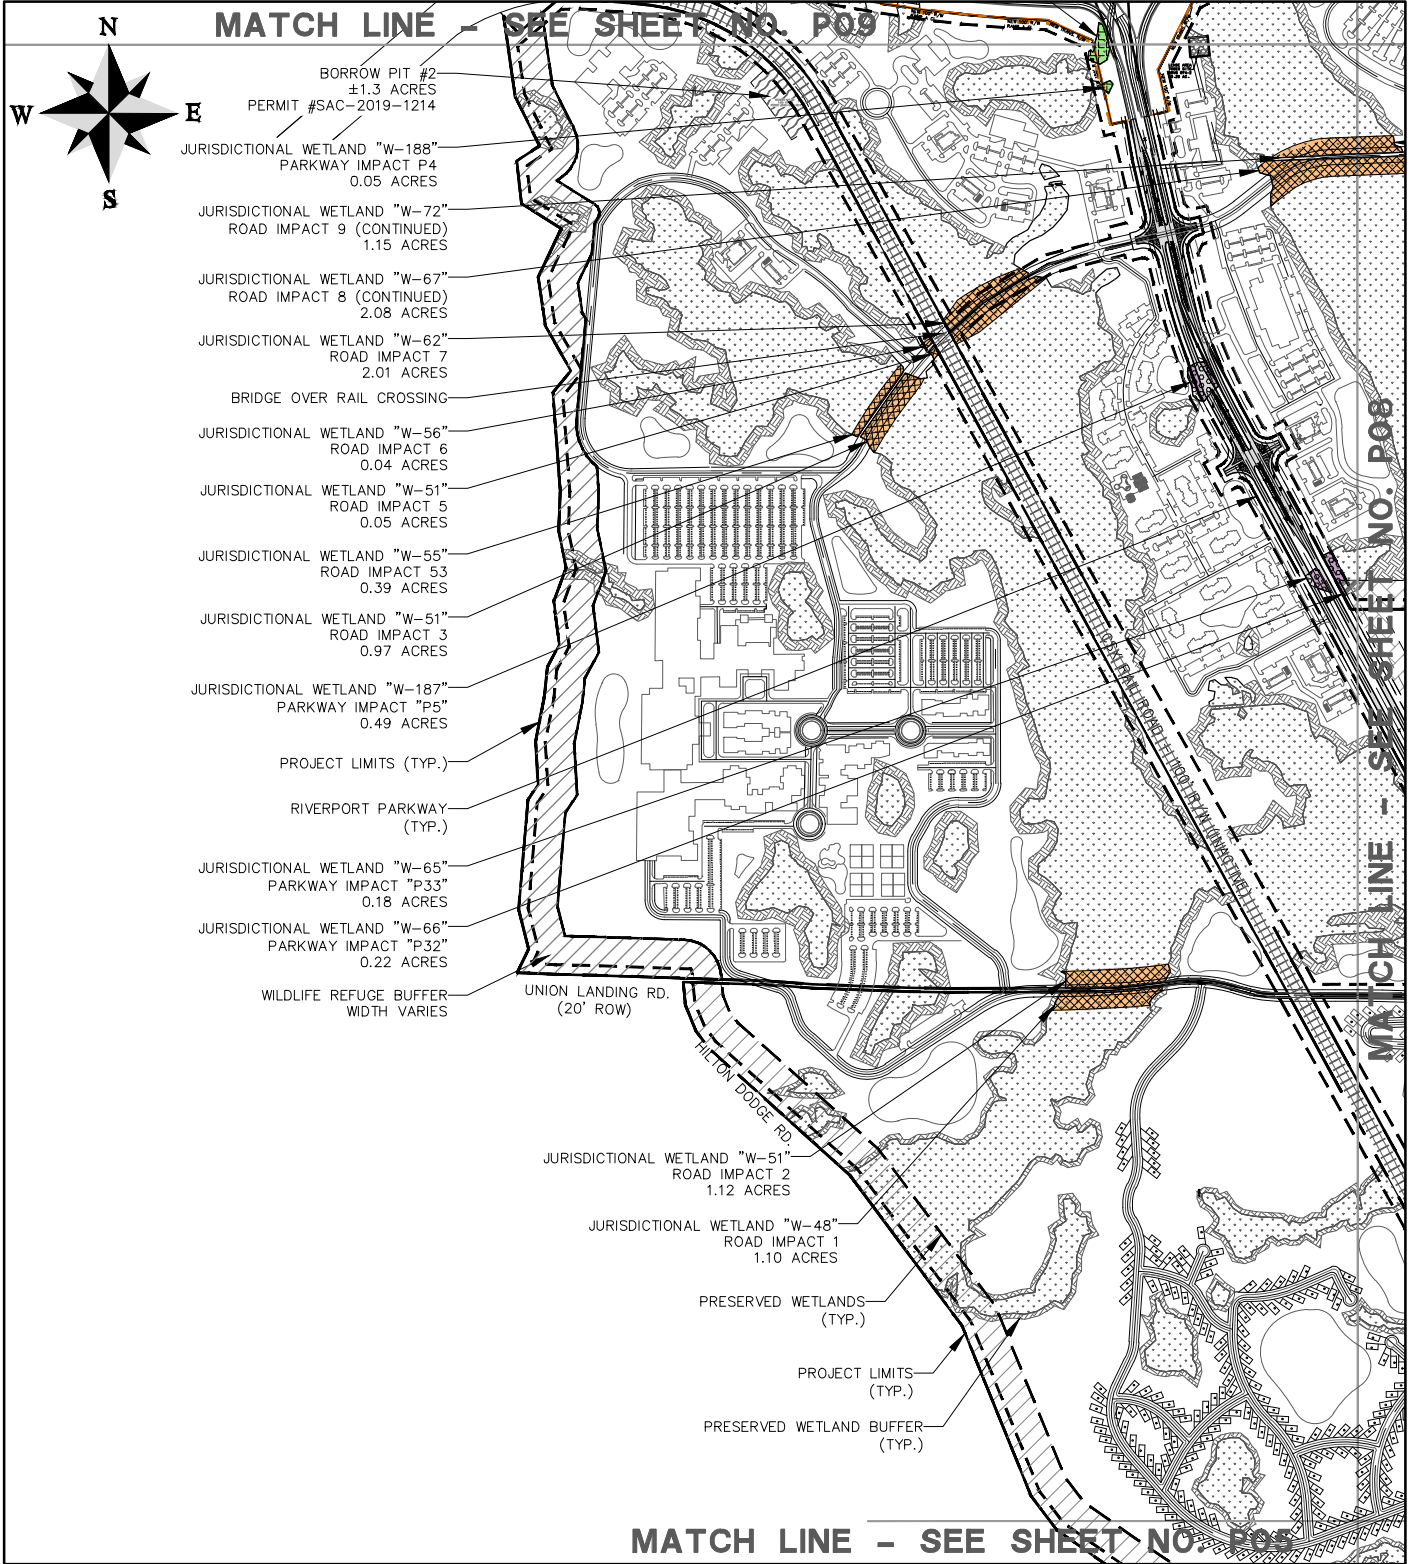 MATCH LINE - SEE SHEET NO. P09
N
W
E
S
BORROW PIT #2
±1.3 ACRES
PERMIT #SAC-2019-1214
JURISDICTIONAL WETLAND "W-188"
PARKWAY IMPACT P4
0.05 ACRES
JURISDICTIONAL WETLAND "W-72"
ROAD IMPACT 9 (CONTINUED)
1.15 ACRES
JURISDICTIONAL WETLAND "W-67"
ROAD IMPACT 8 (CONTINUED)
2.08 ACRES
JURISDICTIONAL WETLAND "W-62"
ROAD IMPACT 7
2.01 ACRES
BRIDGE OVER RAIL CROSSING
JURISDICTIONAL WETLAND "W-56"
ROAD IMPACT 6
0.04 ACRES
JURISDICTIONAL WETLAND "W-51"
ROAD IMPACT 5
0.05 ACRES
JURISDICTIONAL WETLAND "W-55"
ROAD IMPACT 53
0.39 ACRES
JURISDICTIONAL WETLAND "W-51"
ROAD IMPACT 3
0.97 ACRES
JURISDICTIONAL WETLAND "W-187"
PARKWAY IMPACT "P5"
0.49 ACRES
PROJECT LIMITS (TYP.)
RIVERPORT PARKWAY
(TYP.)
JURISDICTIONAL WETLAND "W-65"
PARKWAY IMPACT "P33"
0.18 ACRES
JURISDICTIONAL WETLAND "W-66"
PARKWAY IMPACT "P32"
0.22 ACRES
WILDLIFE REFUGE BUFFER
WIDTH VARIES
UNION LANDING RD.
(20' ROW)
HILTON DODGE RD.
CSX RAILROAD - 100' R/W (INACTIVE)
MATCH LINE - SEE SHEET NO. P08
JURISDICTIONAL WETLAND "W-51"
ROAD IMPACT 2
1.12 ACRES
JURISDICTIONAL WETLAND "W-48"
ROAD IMPACT 1
1.10 ACRES
PRESERVED WETLANDS
(TYP.)
PROJECT LIMITS
(TYP.)
PRESERVED WETLAND BUFFER
(TYP.)
MATCH LINE - SEE SHEET NO. P05